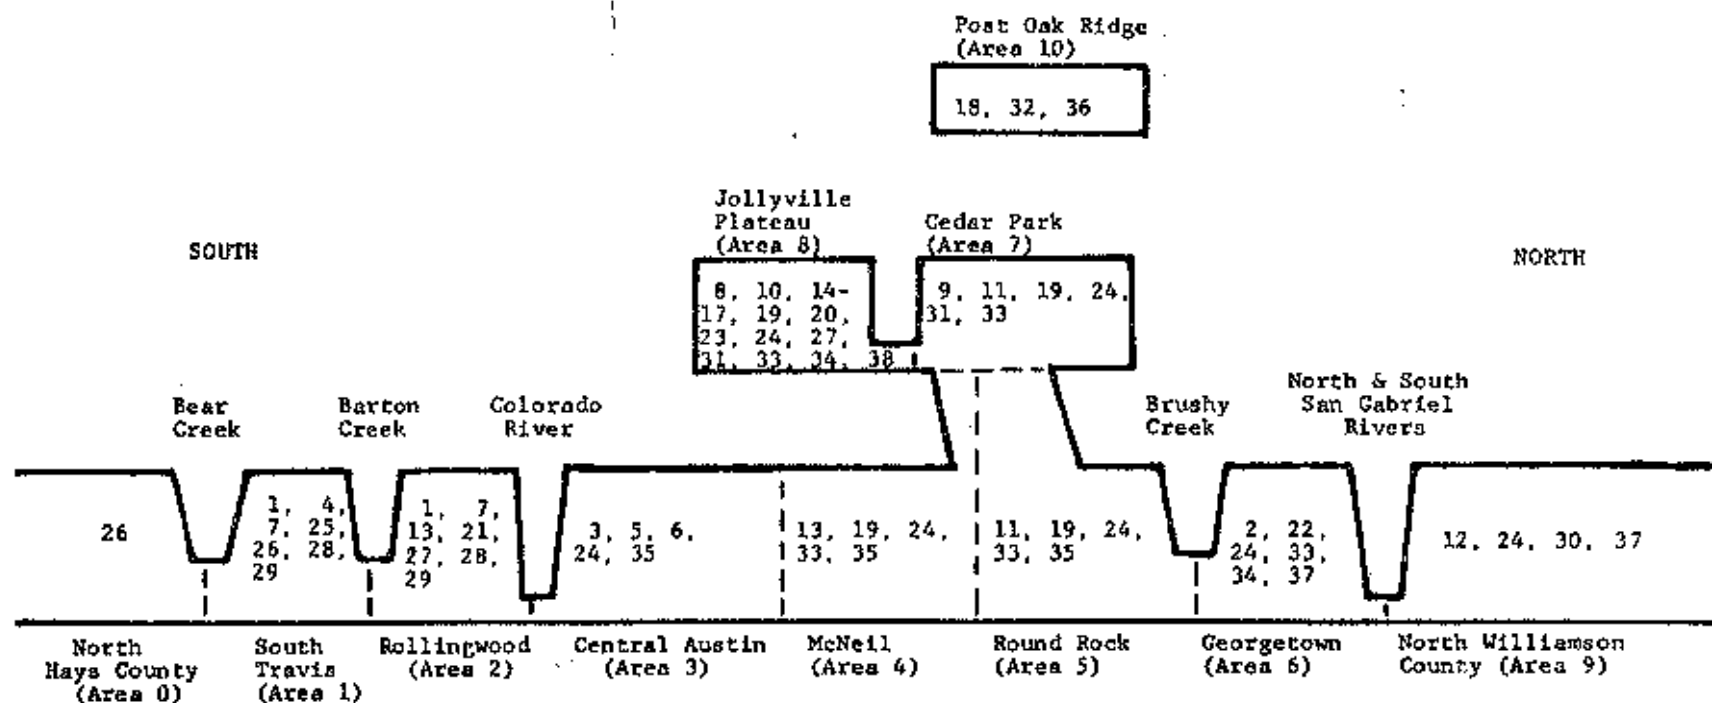 Post Oak Ridge
(Area 10)
18, 32, 36
Jollyville
Plateau
(Area 8)
Cedar Park
(Area 7)
SOUTH
NORTH
8, 10, 14-
17, 19, 20,
23, 24, 27,
31, 33, 34, 38
9, 11, 19, 24,
31, 33
Bear
Creek
Barton
Creek
Colorado
River
Brushy
Creek
North & South
San Gabriel
Rivers
26
1, 4,
7, 25,
26, 28,
29
1, 7,
13, 21,
27, 28,
29
3, 5, 6,
24, 35
13, 19, 24,
33, 35
11, 19, 24,
33, 35
2, 22,
24, 33,
34, 37
12, 24, 30, 37
North
Hays County
(Area 0)
South
Travis
(Area 1)
Rollingwood
(Area 2)
Central Austin
(Area 3)
McNeil
(Area 4)
Round Rock
(Area 5)
Georgetown
(Area 6)
North Williamson
County (Area 9)